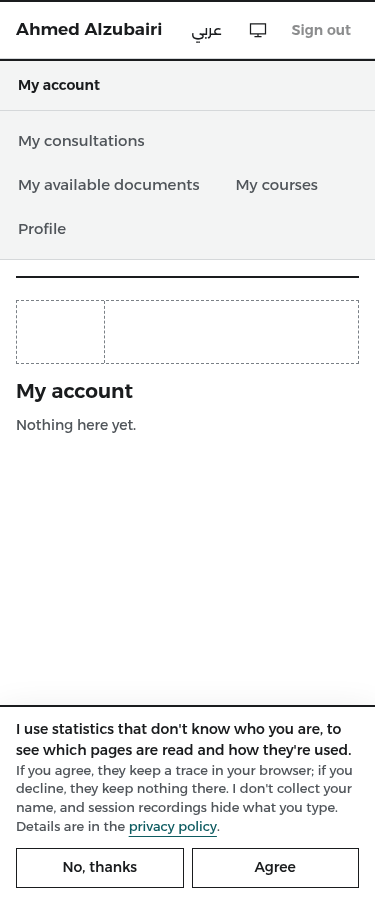 Ahmed Alzubairi عربي Sign out
My account
My consultations
My available documents My courses
Profile
My account
Nothing here yet.
I use statistics that don't know who you are, to
see which pages are read and how they're used.
If you agree, they keep a trace in your browser; if you
decline, they keep nothing there. I don't collect your
name, and session recordings hide what you type.
Details are in the privacy policy.
No, thanks Agree